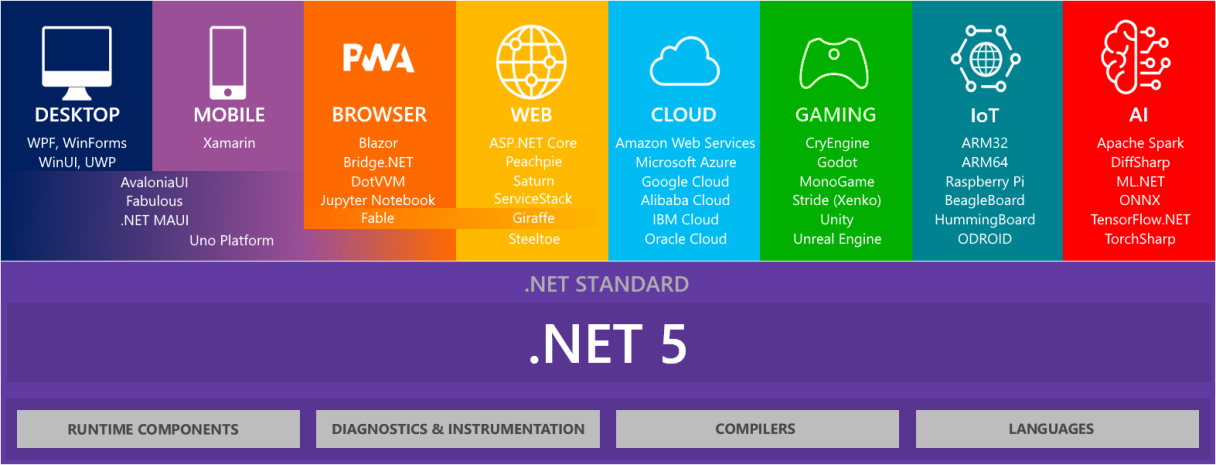 PWA
DESKTOP
WPF, WinForms
WinUI, UWP
MOBILE
Xamarin
AvaloniaUI
Fabulous
.NET MAUI
Uno Platform
BROWSER
Blazor
Bridge.NET
DotVVM
Jupyter Notebook
Fable
WEB
ASP.NET Core
Peachpie
Saturn
ServiceStack
Giraffe
Steeltoe
CLOUD
Amazon Web Services
Microsoft Azure
Google Cloud
Alibaba Cloud
IBM Cloud
Oracle Cloud
GAMING
CryEngine
Godot
MonoGame
Stride (Xenko)
Unity
Unreal Engine
IoT
ARM32
ARM64
Raspberry Pi
BeagleBoard
HummingBoard
ODROID
AI
Apache Spark
DiffSharp
ML.NET
ONNX
TensorFlow.NET
TorchSharp
.NET STANDARD
.NET 5
RUNTIME COMPONENTS
DIAGNOSTICS & INSTRUMENTATION
COMPILERS
LANGUAGES